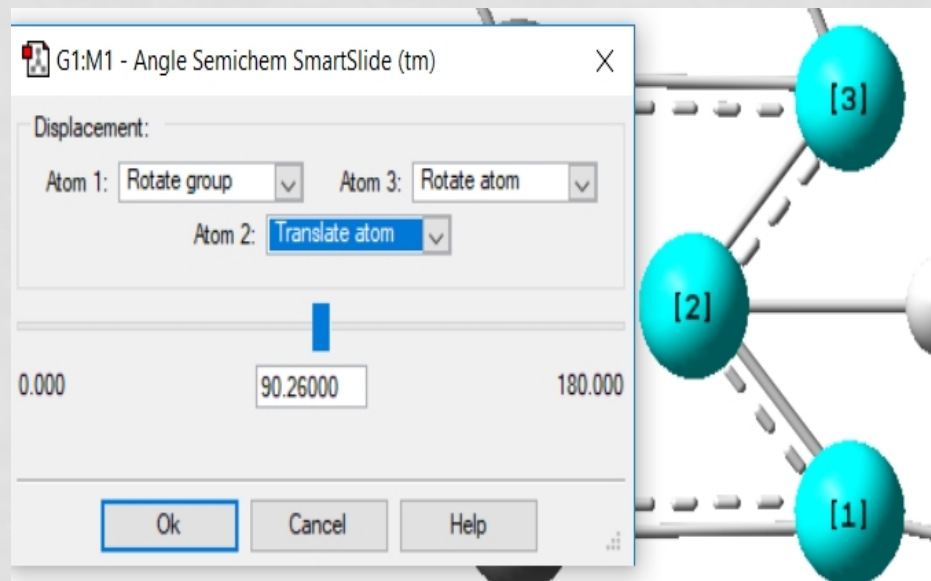 G1:M1 - Angle Semichem SmartSlide (tm)
Displacement:
Atom 1: Rotate group Atom 3: Rotate atom
Atom 2: Translate atom
0.000 90.26000 180.000
Ok Cancel Help
[3]
[2]
[1]